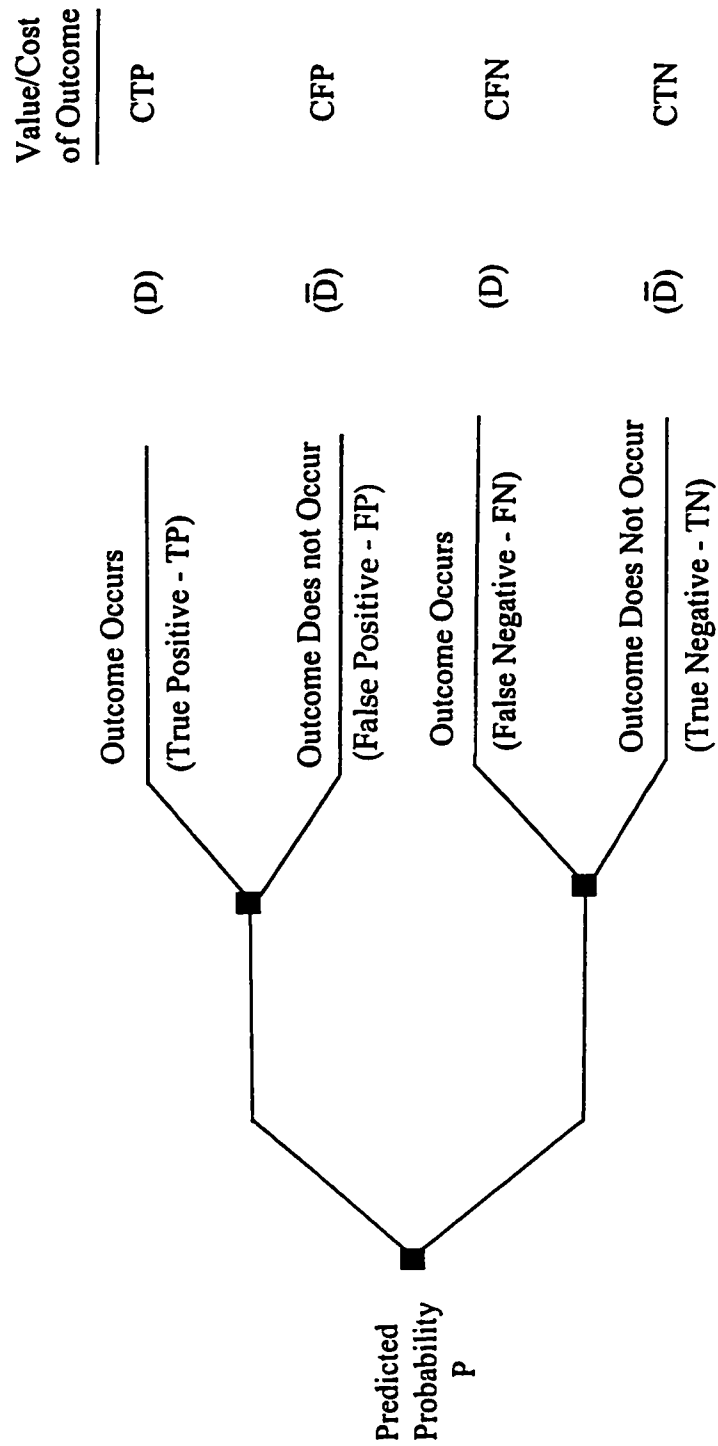 Value/Cost
of Outcome
Outcome Occurs
(True Positive - TP)
(D)
CTP
Outcome Does not Occur
(False Positive - FP)
(D̅)
CFP
Predicted
Probability
P
Outcome Occurs
(False Negative - FN)
(D)
CFN
Outcome Does Not Occur
(True Negative - TN)
(D̅)
CTN